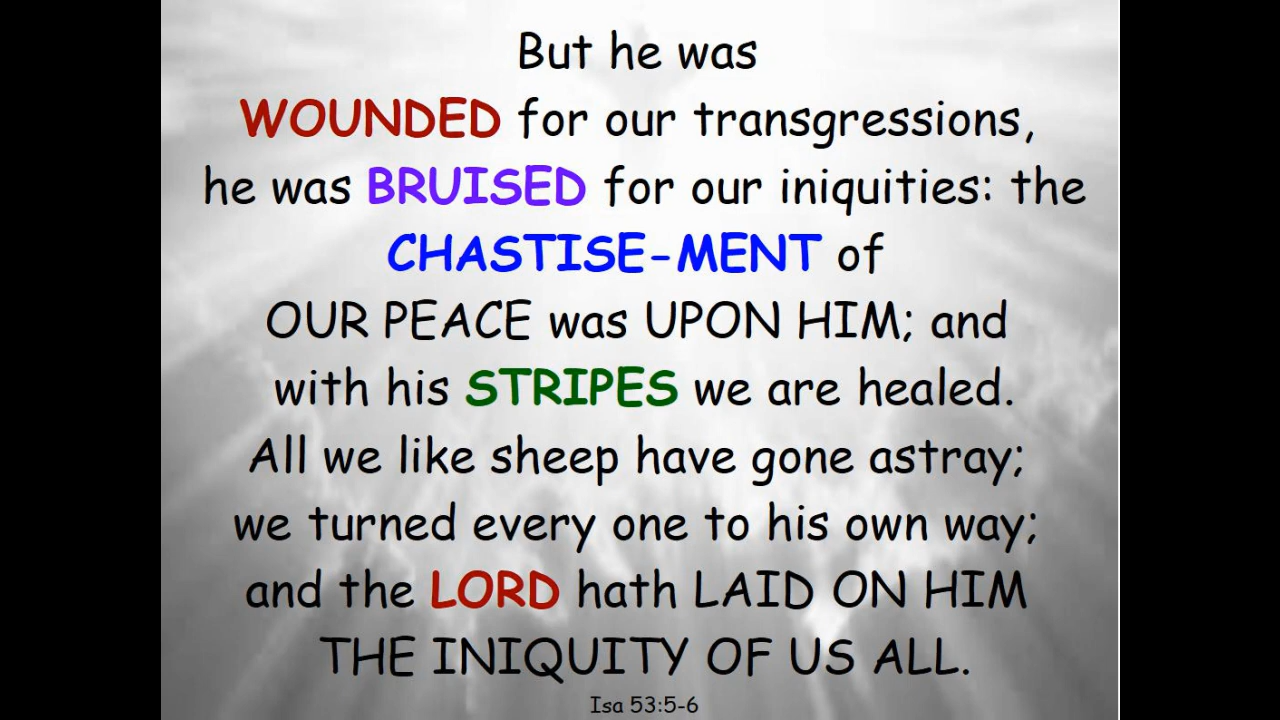 But he was
WOUNDED for our transgressions,
he was BRUISED for our iniquities: the
CHASTISE-MENT of
OUR PEACE was UPON HIM; and
with his STRIPES we are healed.
All we like sheep have gone astray;
we turned every one to his own way;
and the LORD hath LAID ON HIM
THE INIQUITY OF US ALL.
Isa 53:5-6